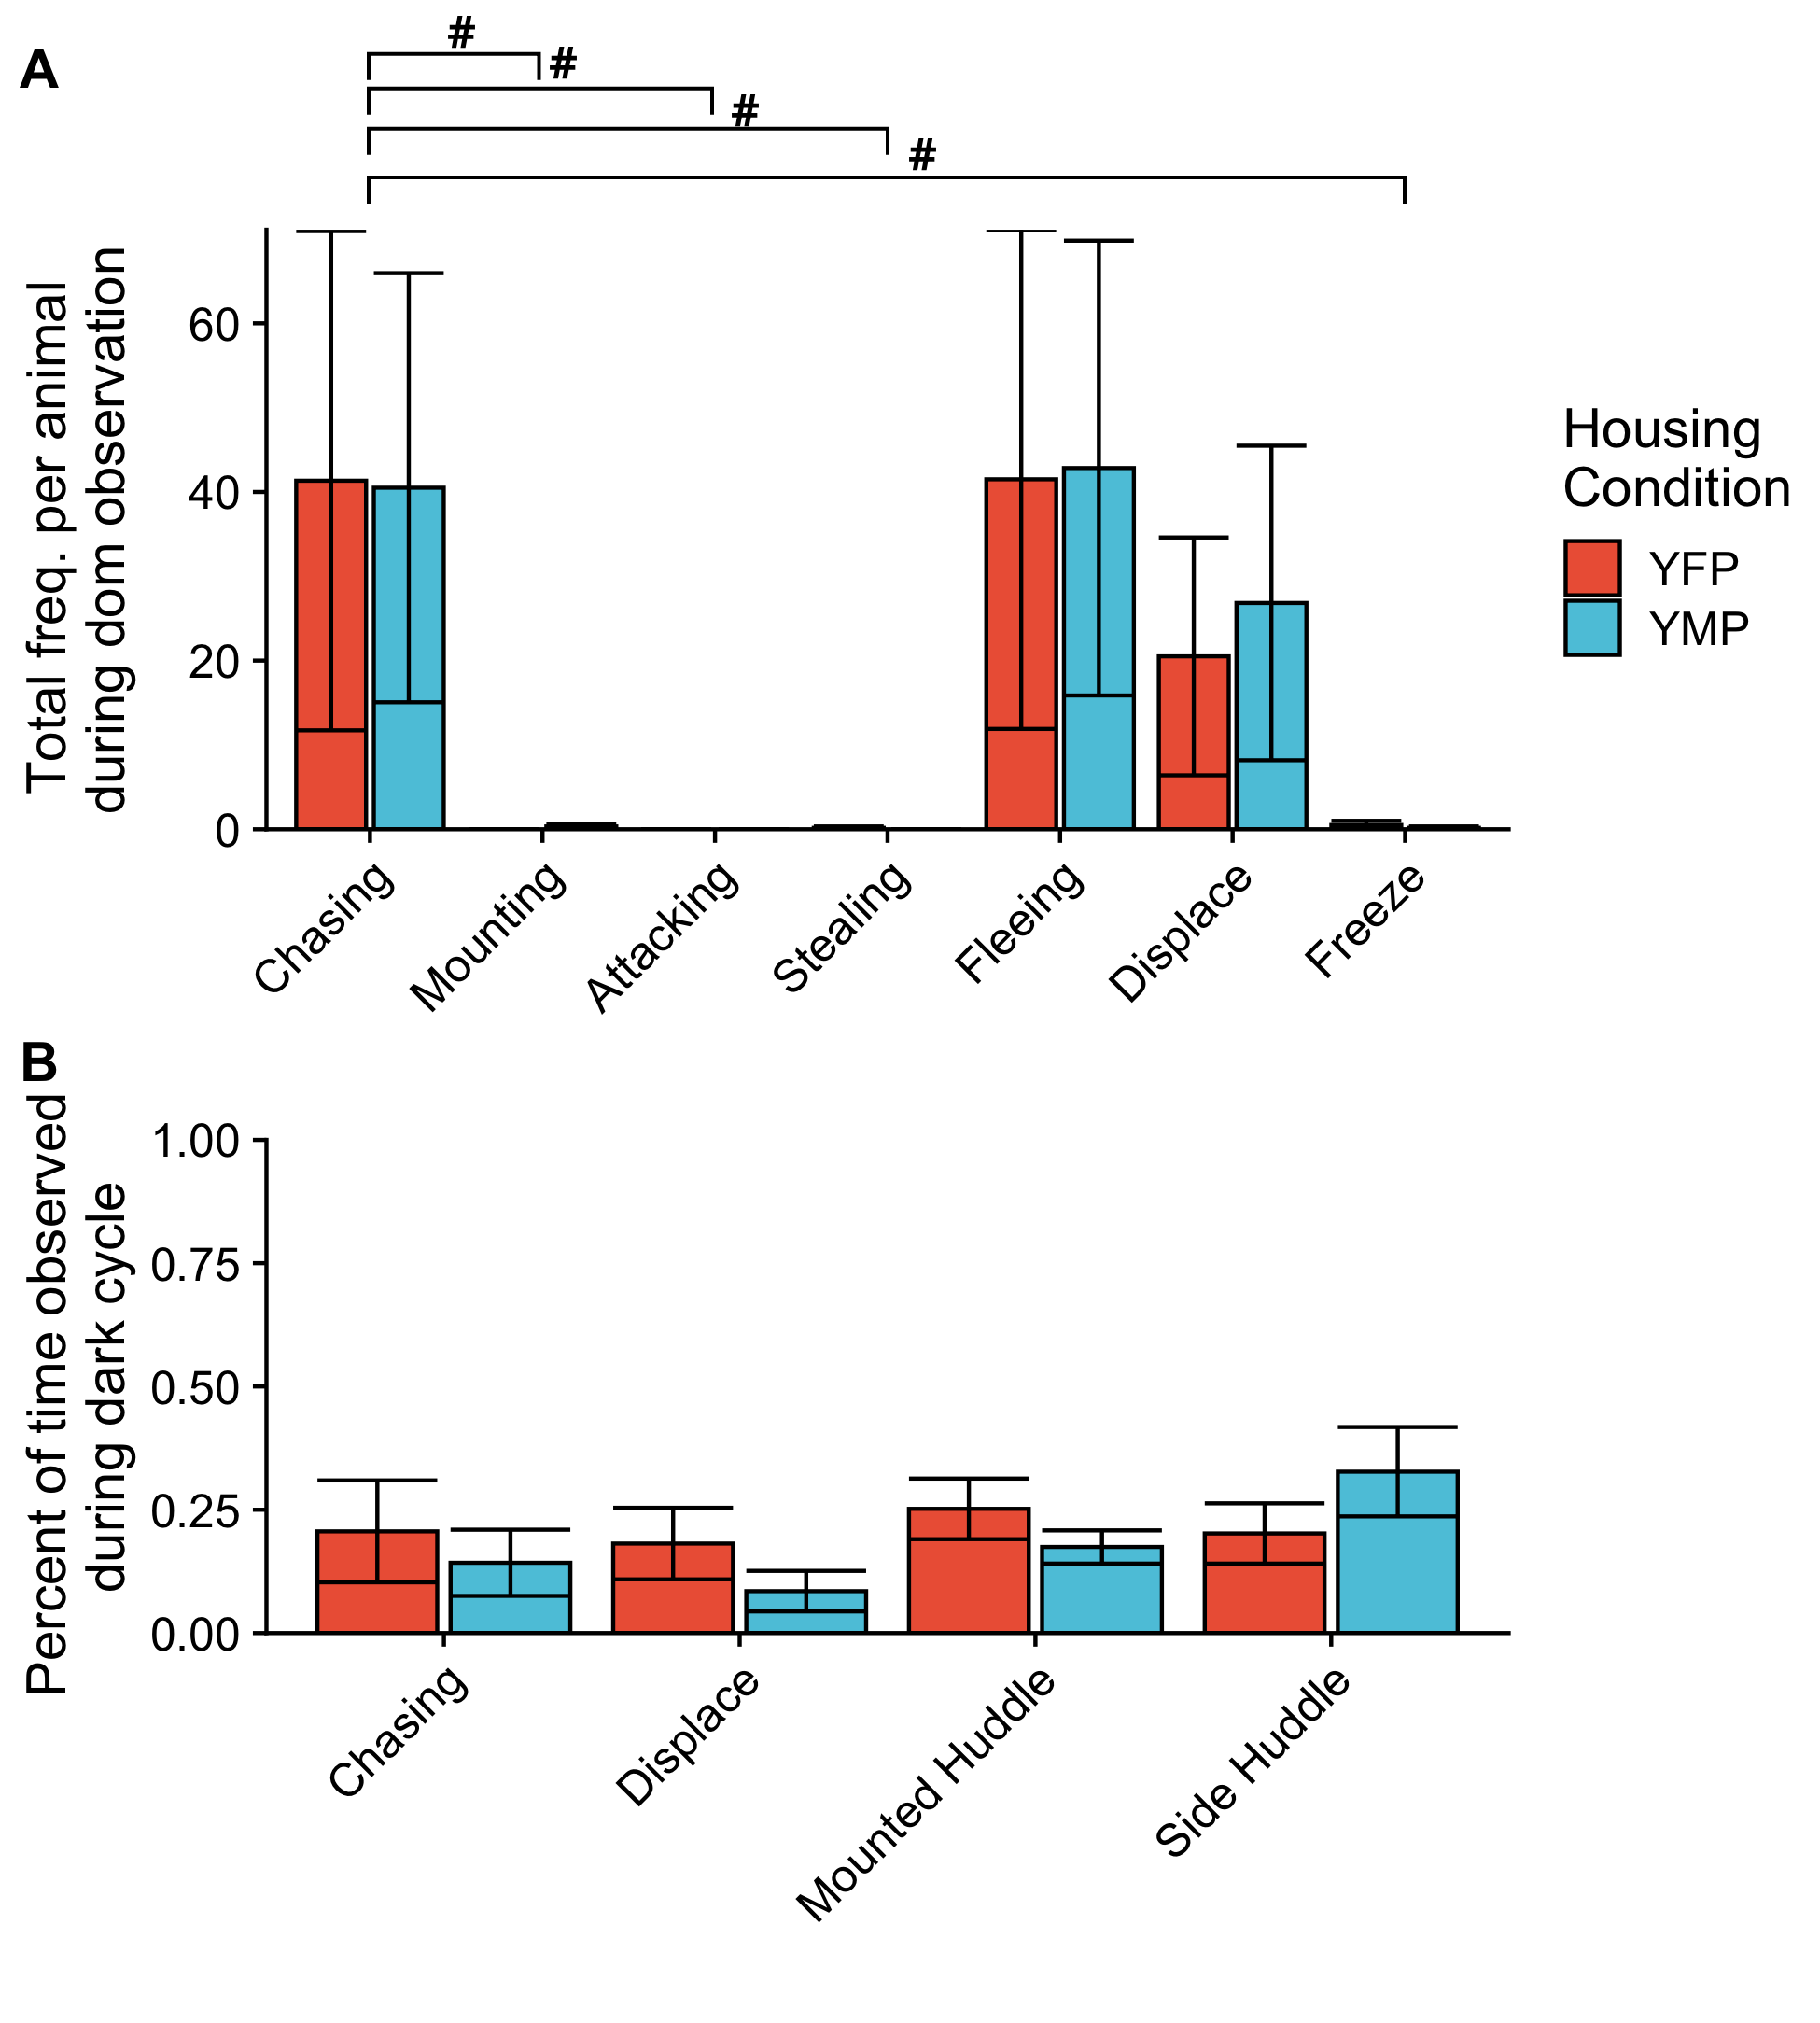 A
#
#
#
#
Total freq. per animal
during dom observation
60
40
20
0
Chasing
Mounting
Attacking
Stealing
Fleeing
Displace
Freeze
Housing
Condition
YFP
YMP
B
Percent of time observed
during dark cycle
1.00
0.75
0.50
0.25
0.00
Chasing
Displace
Mounted Huddle
Side Huddle